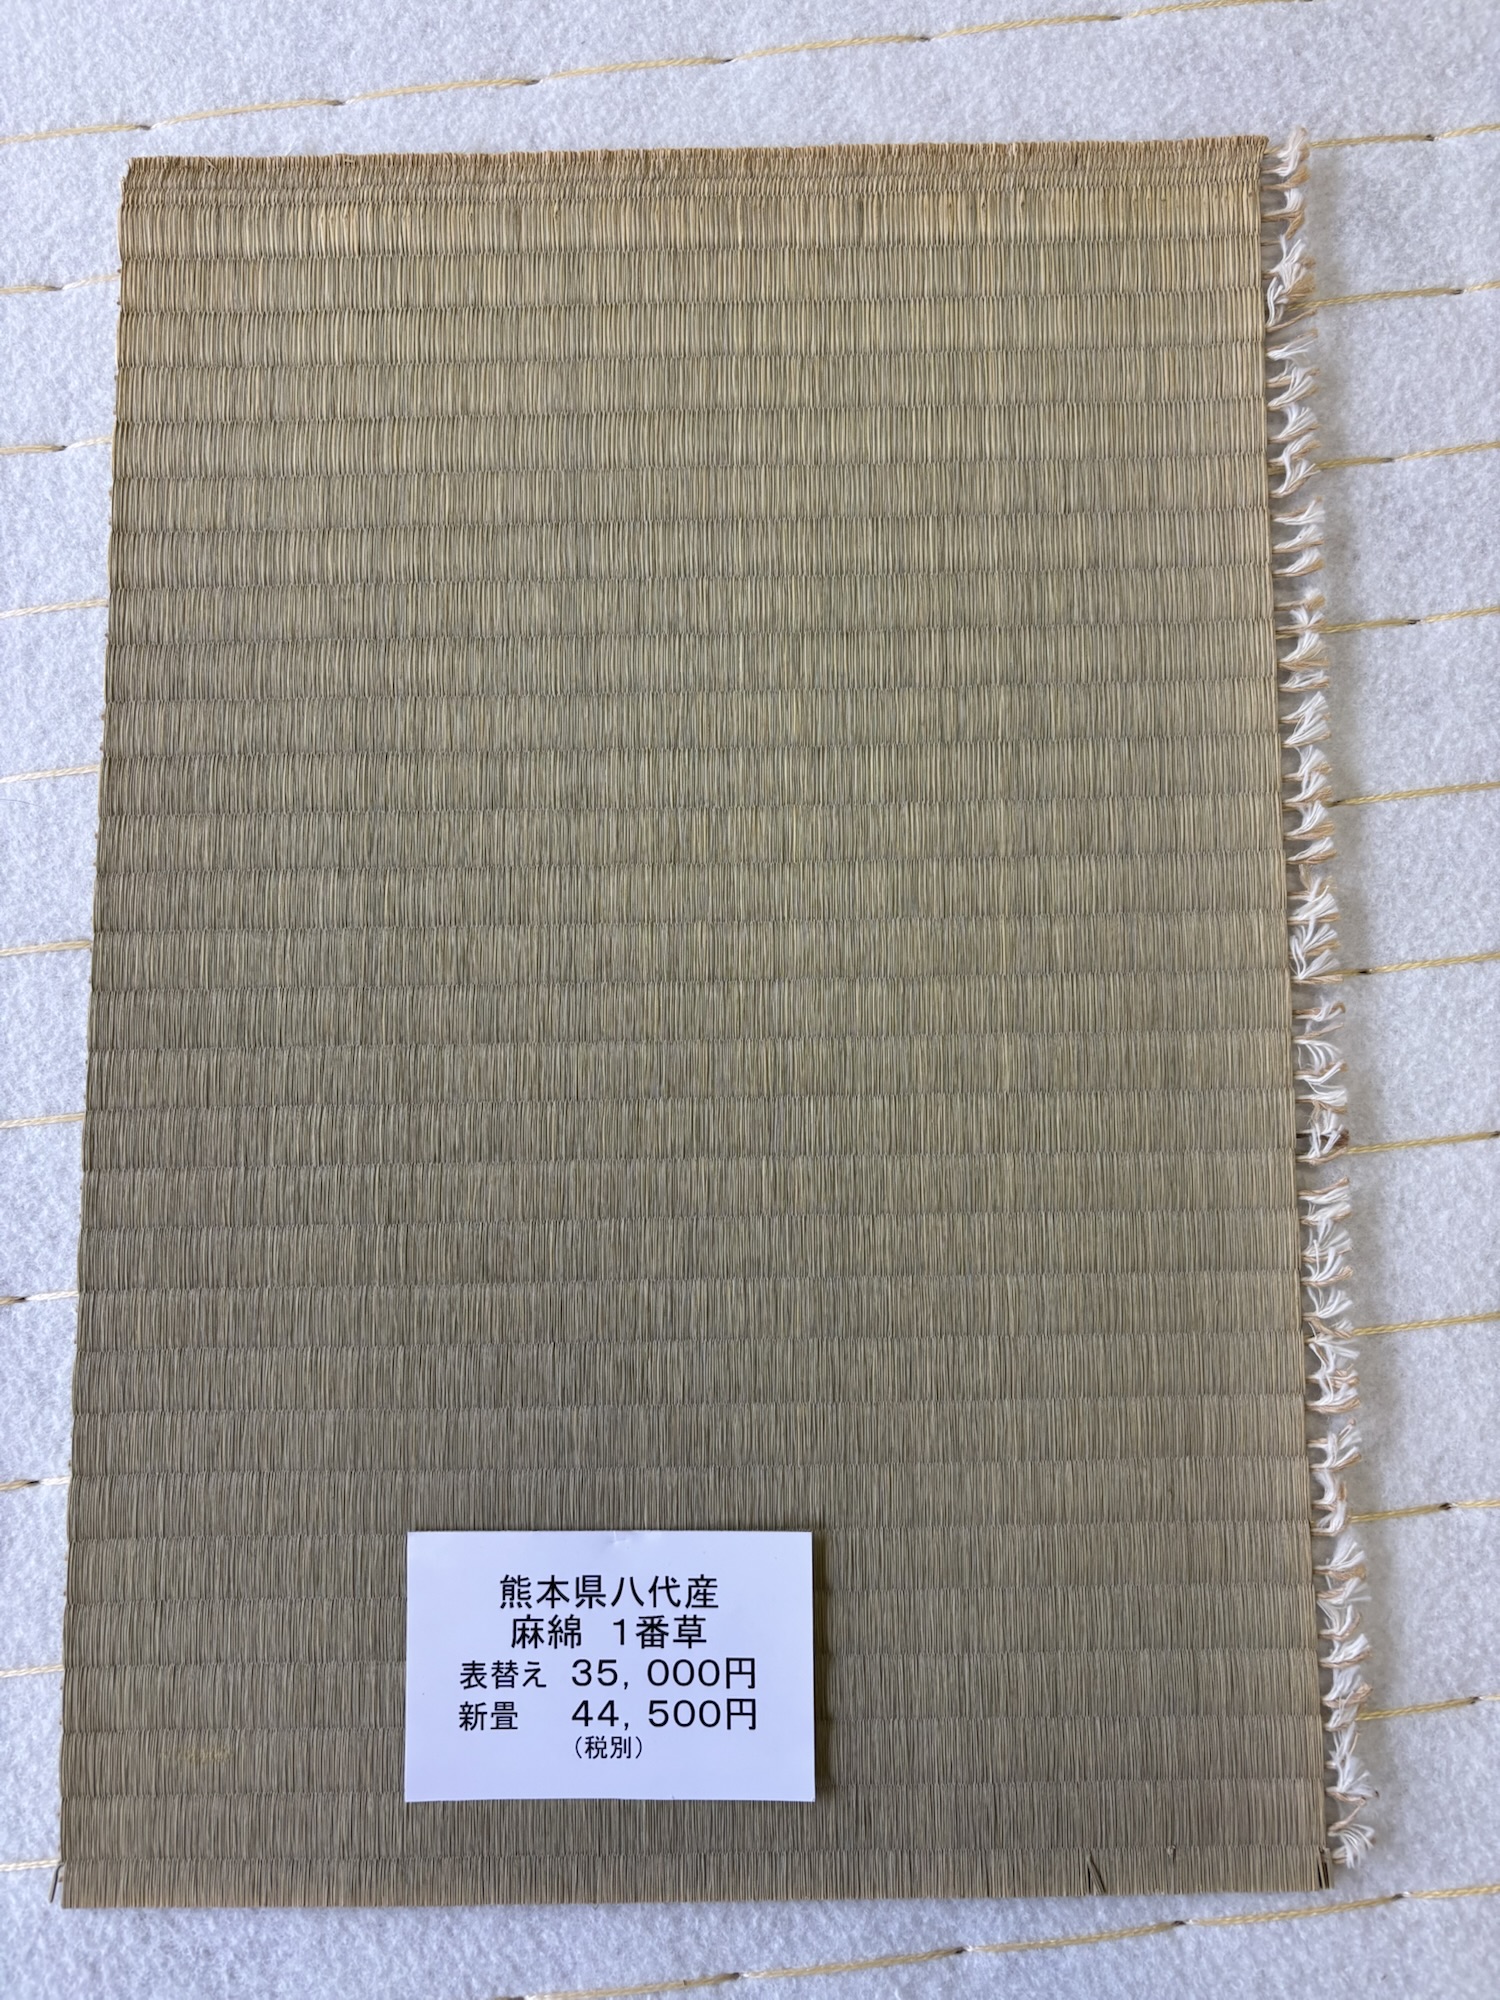 熊本県八代産
麻綿　1番草
表替え　35，000円
新畳　44，500円
（税別）